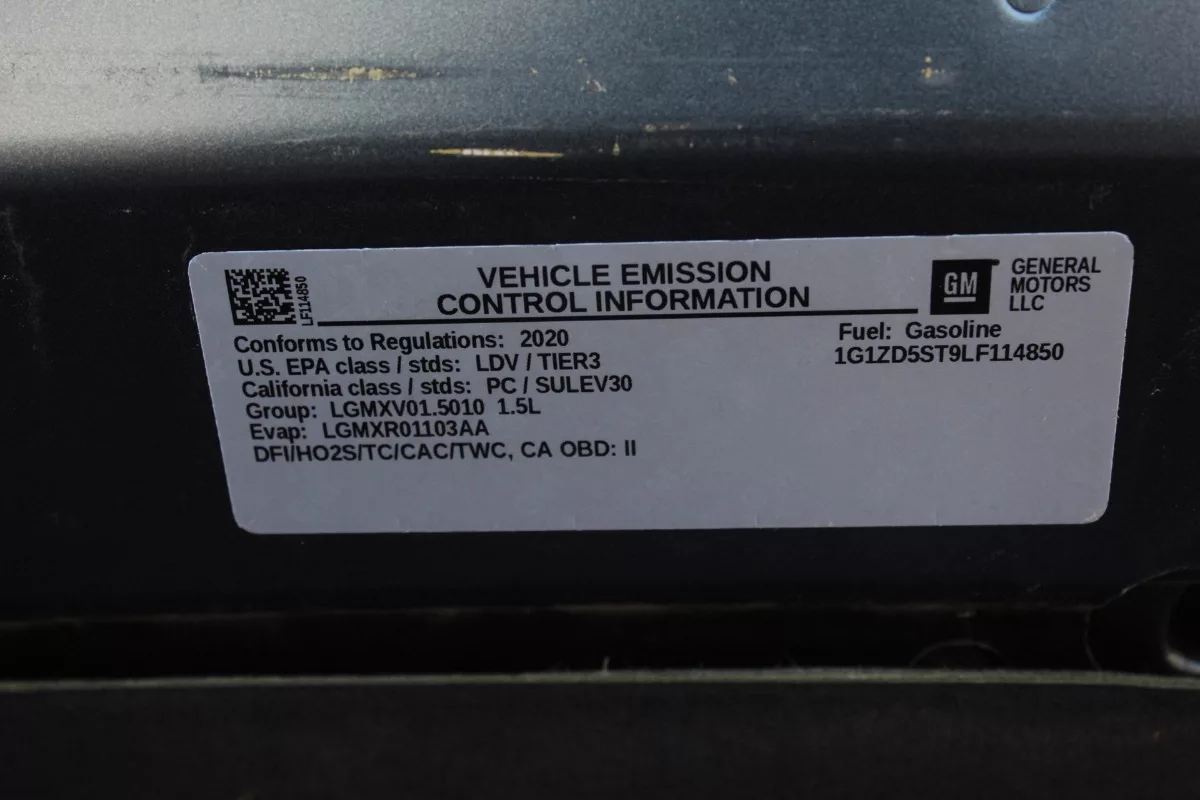 LF114850
VEHICLE EMISSION
CONTROL INFORMATION
GM
GENERAL
MOTORS
LLC
Conforms to Regulations: 2020
U.S. EPA class / stds: LDV / TIER3
California class / stds: PC / SULEV30
Group: LGMXV01.5010 1.5L
Evap: LGMXR01103AA
DFI/HO2S/TC/CAC/TWC, CA OBD: II
Fuel: Gasoline
1G1ZD5ST9LF114850